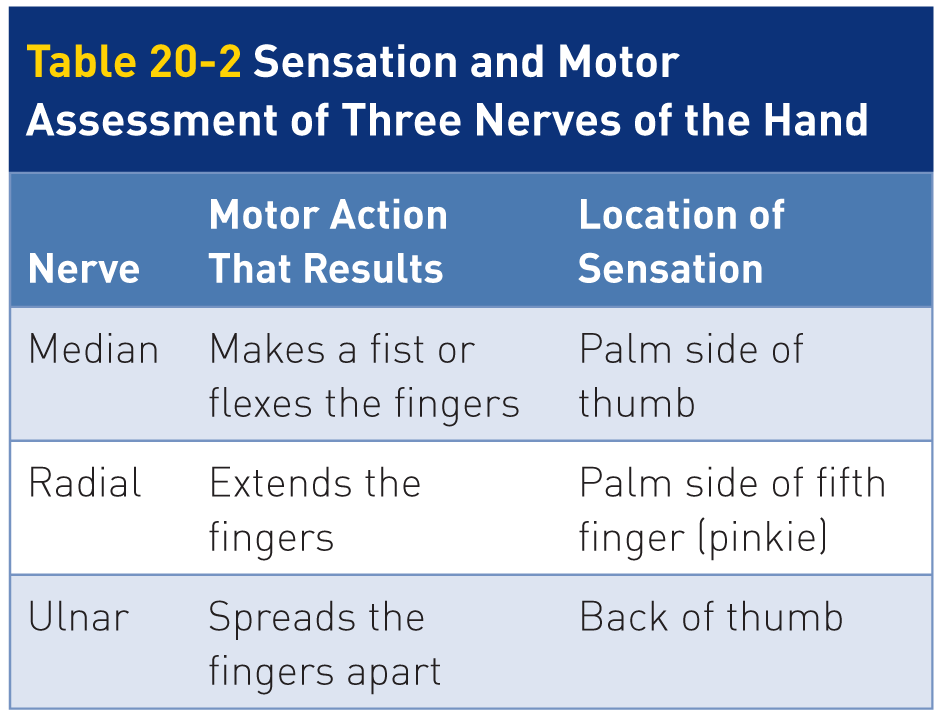 Table 20-2 Sensation and Motor
Assessment of Three Nerves of the Hand
Nerve
Motor Action
That Results
Location of
Sensation
Median
Makes a fist or
flexes the fingers
Palm side of
thumb
Radial
Extends the
fingers
Palm side of fifth
finger (pinkie)
Ulnar
Spreads the
fingers apart
Back of thumb